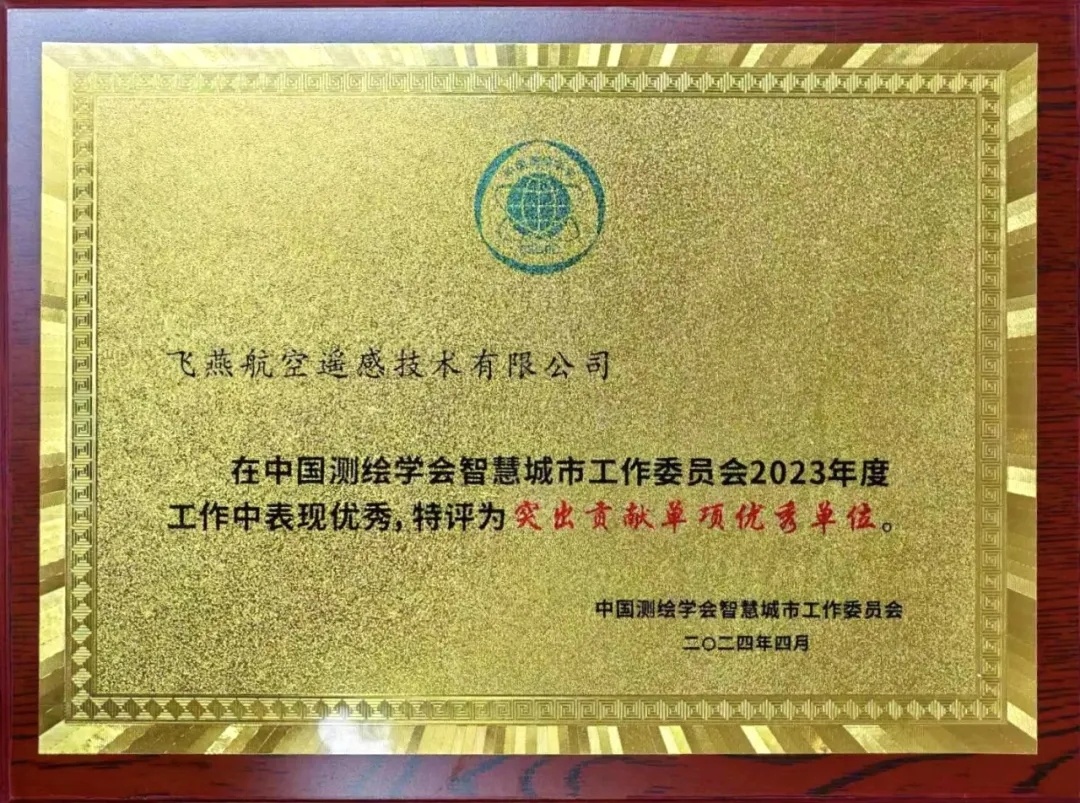 飞燕航空遥感技术有限公司
在中国测绘学会智慧城市工作委员会2023年度
工作中表现优秀,特评为突出贡献单项优秀单位。
中国测绘学会智慧城市工作委员会
二〇二四年四月